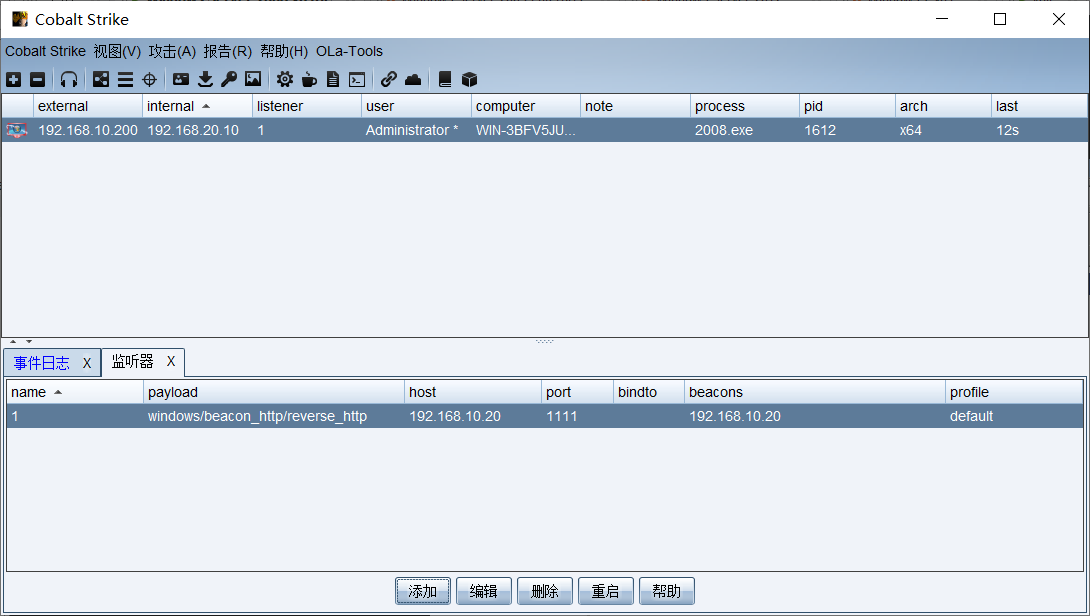 Cobalt Strike
Cobalt Strike 视图(V) 攻击(A) 报告(R) 帮助(H) OLa-Tools
external internal listener user computer note process pid arch last
192.168.10.200 192.168.20.10 1 Administrator * WIN-3BFV5JU... 2008.exe 1612 x64 12s
事件日志 X 监听器 X
name payload host port bindto beacons profile
1 windows/beacon_http/reverse_http 192.168.10.20 1111 192.168.10.20 default
添加 编辑 删除 重启 帮助